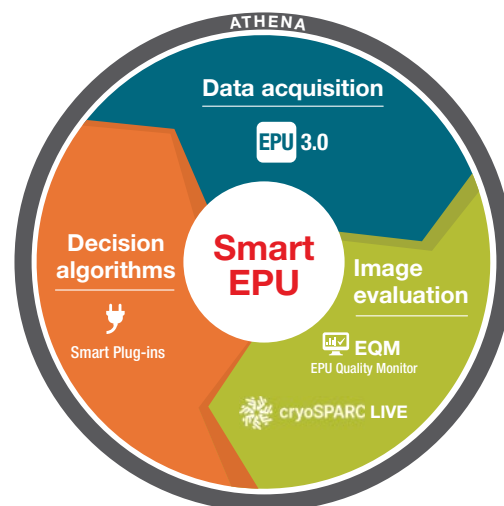 ATHENA
Data acquisition
EPU 3.0
Smart
EPU
Decision
algorithms
Smart Plug-ins
Image
evaluation
EQM
EPU Quality Monitor
cryoSPARC LIVE